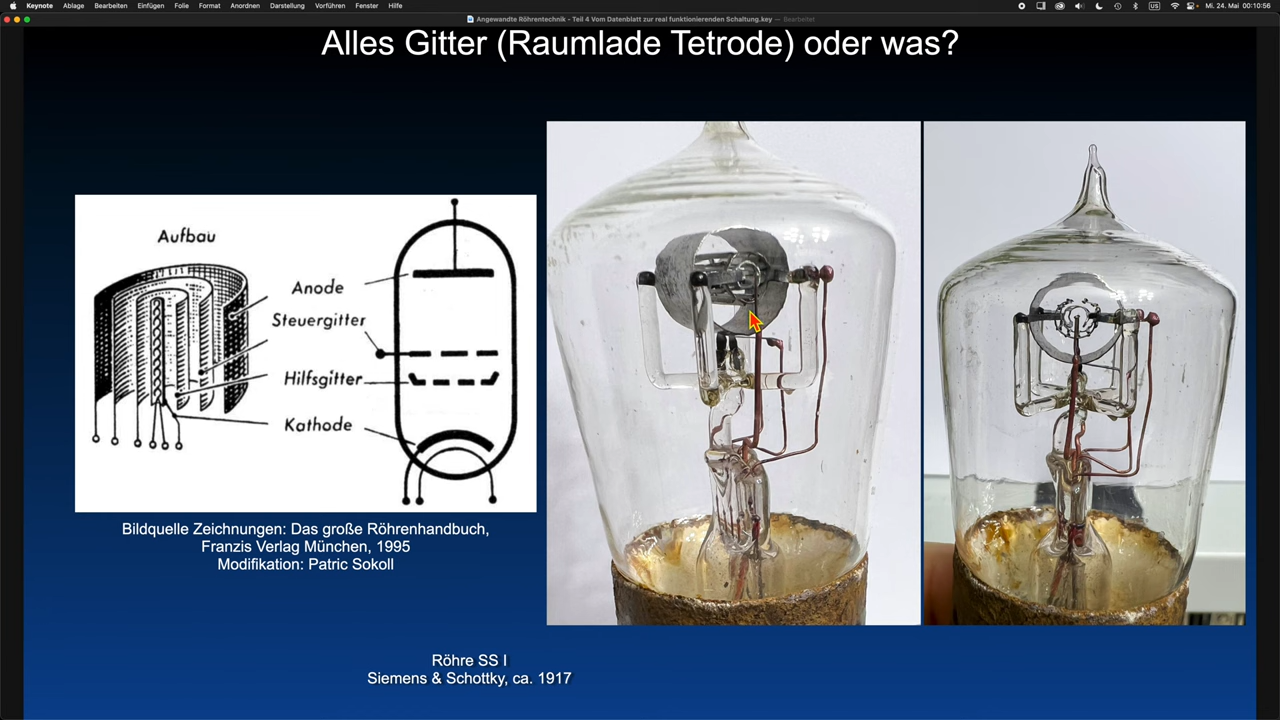 Keynote Ablage Bearbeiten Einfügen Folie Format Anordnen Darstellung Vorführen Fenster Hilfe
US
Mi. 24. Mai 00:10:56
Angewandte Röhrentechnik - Teil 4 Vom Datenblatt zur real funktionierenden Schaltung.key — Bearbeitet
Alles Gitter (Raumlade Tetrode) oder was?
Aufbau
Anode
Steuergitter
Hilfsgitter
Kathode
Bildquelle Zeichnungen: Das große Röhrenhandbuch,
Franzis Verlag München, 1995
Modifikation: Patric Sokoll
Röhre SS I
Siemens & Schottky, ca. 1917